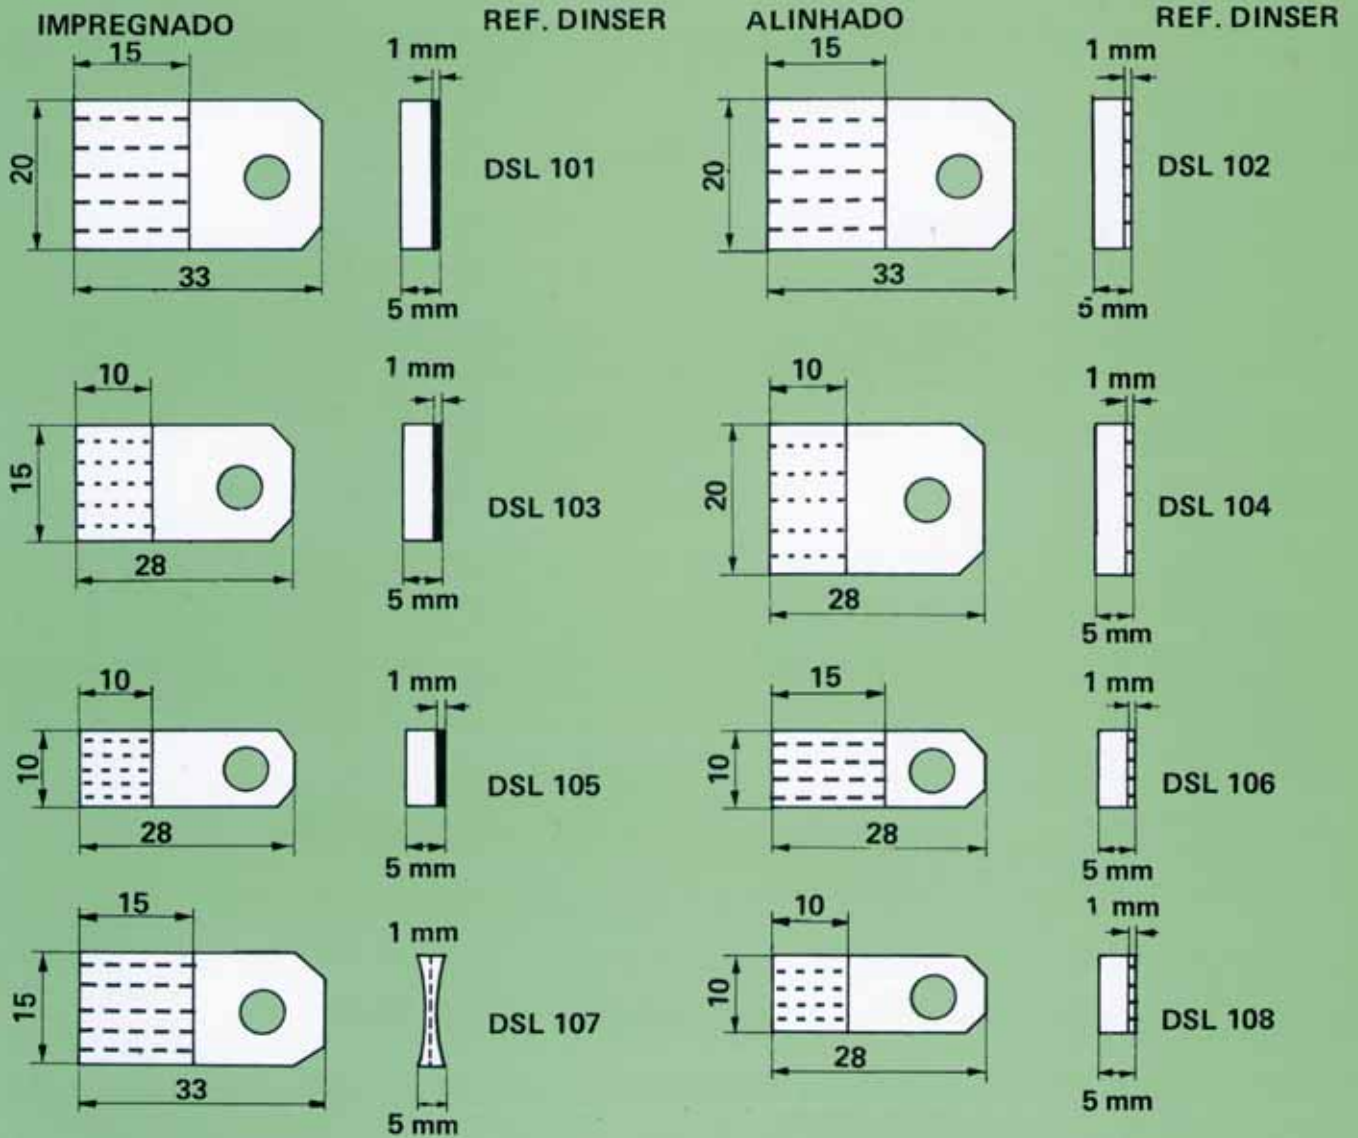 IMPREGNADO REF. DINSER ALINHADO REF. DINSER
15 1 mm 15 1 mm
20 DSL 101 20 DSL 102
33 33
5 mm 5 mm
10 1 mm 10 1 mm
15 DSL 103 20 DSL 104
28 28
5 mm 5 mm
10 1 mm 15 1 mm
10 DSL 105 10 DSL 106
28 28
5 mm 5 mm
15 1 mm 10 1 mm
15 DSL 107 10 DSL 108
33 28
5 mm 5 mm